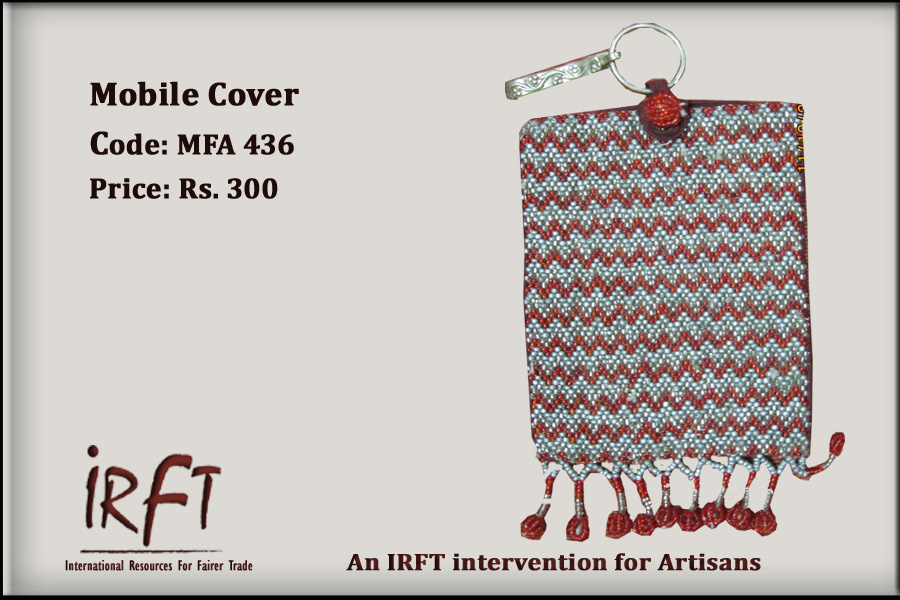 Mobile Cover
Code: MFA 436
Price: Rs. 300
iRFT
International Resources For Fairer Trade
An IRFT intervention for Artisans